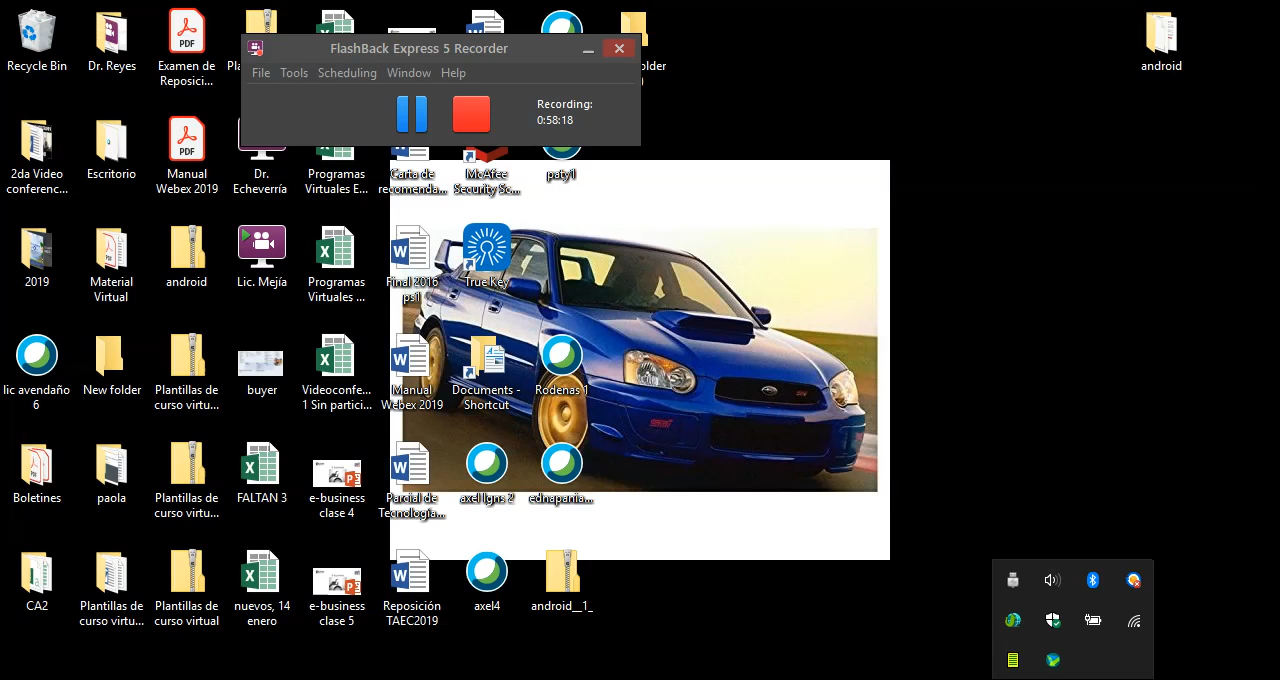 FlashBack Express 5 Recorder
File Tools Scheduling Window Help
Recording:
0:58:18
Recycle Bin
Dr. Reyes
Examen de
Reposici...
android
2da Video
conferenc...
Escritorio
Manual
Webex 2019
Dr.
Echeverría
Programas
Virtuales E...
Carta de
recomenda...
McAfee
Security Sc...
paty1
2019
Material
Virtual
android
Lic. Mejía
Programas
Virtuales ...
Final 2016
ps1
True Key
lic avendaño
6
New folder
Plantillas de
curso virtu...
buyer
Videoconfe...
1 Sin partici...
Manual
Webex 2019
Documents -
Shortcut
Rodenas 1
Boletines
paola
Plantillas de
curso virtu...
FALTAN 3
e-business
clase 4
Parcial de
Tecnología...
axel lgns 2
ednapania...
CA2
Plantillas de
curso virtu...
Plantillas de
curso virtual
nuevos, 14
enero
e-business
clase 5
Reposición
TAEC2019
axel4
android__1_